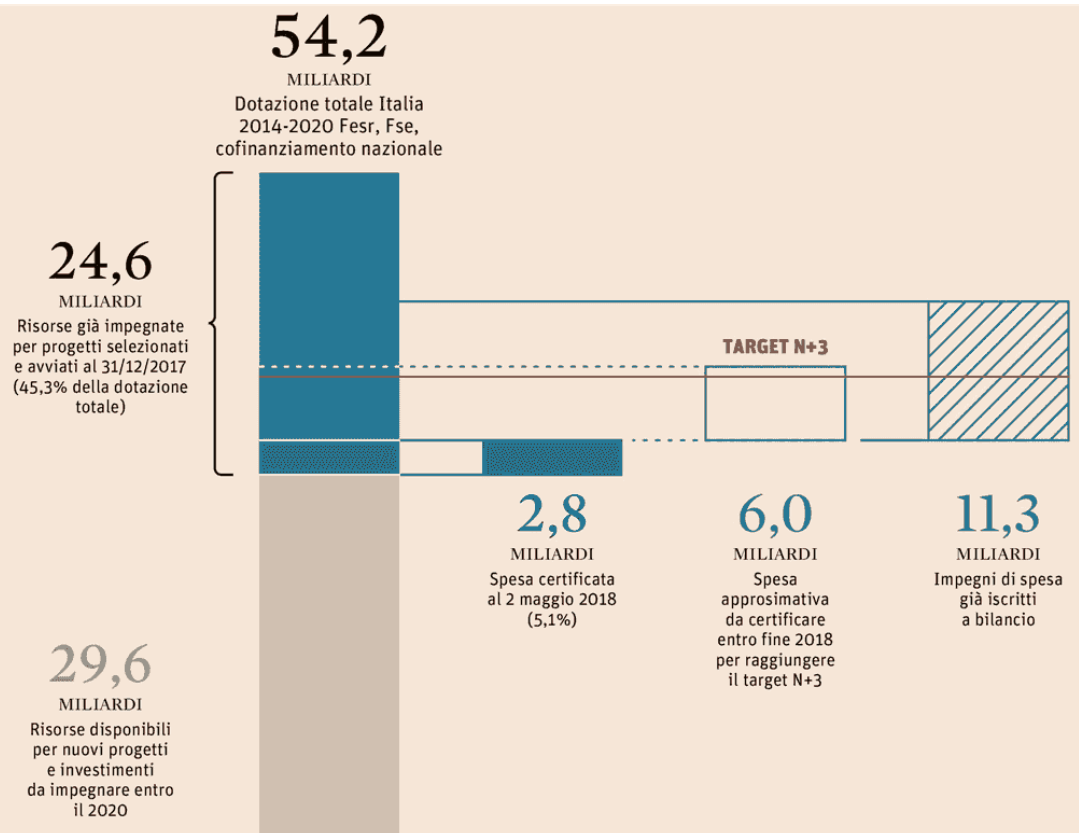 54,2
MILIARDI
Dotazione totale Italia
2014-2020 Fesr, Fse,
cofinanziamento nazionale
24,6
MILIARDI
Risorse già impegnate
per progetti selezionati
e avviati al 31/12/2017
(45,3% della dotazione
totale)
TARGET N+3
2,8
MILIARDI
Spesa certificata
al 2 maggio 2018
(5,1%)
6,0
MILIARDI
Spesa
approsimativa
da certificare
entro fine 2018
per raggiungere
il target N+3
11,3
MILIARDI
Impegni di spesa
già iscritti
a bilancio
29,6
MILIARDI
Risorse disponibili
per nuovi progetti
e investimenti
da impegnare entro
il 2020